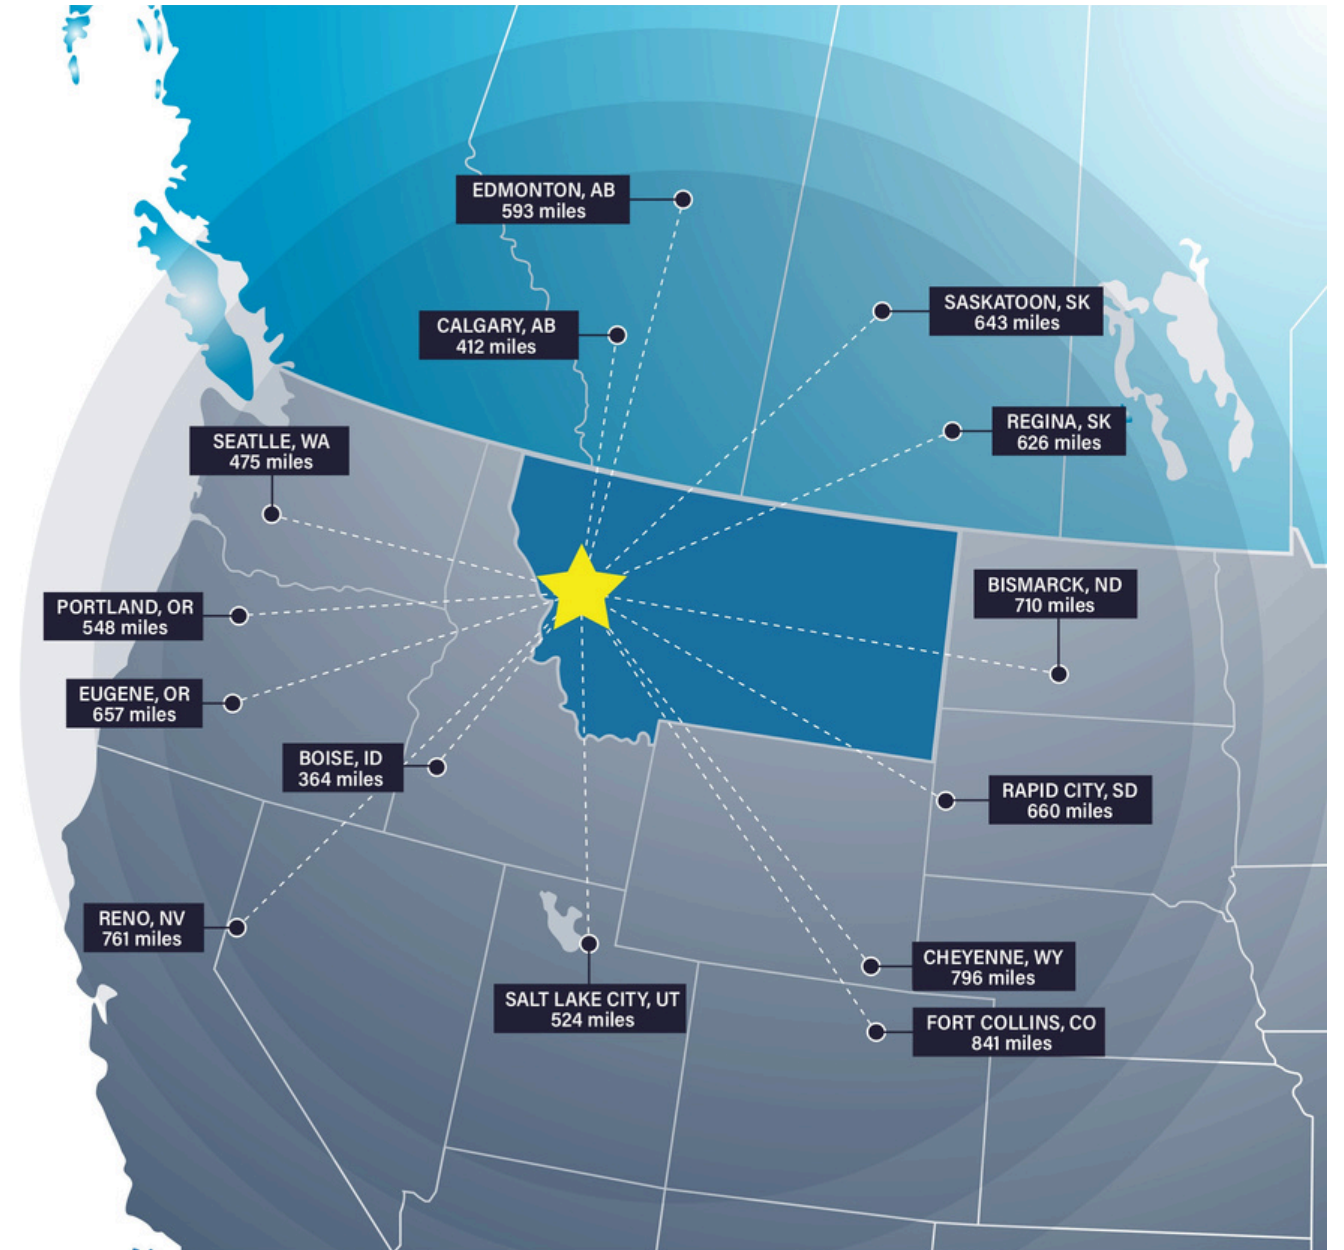 EDMONTON, AB
593 miles
SASKATOON, SK
643 miles
CALGARY, AB
412 miles
REGINA, SK
626 miles
SEATLLE, WA
475 miles
BISMARCK, ND
710 miles
PORTLAND, OR
548 miles
EUGENE, OR
657 miles
BOISE, ID
364 miles
RAPID CITY, SD
660 miles
RENO, NV
761 miles
CHEYENNE, WY
796 miles
SALT LAKE CITY, UT
524 miles
FORT COLLINS, CO
841 miles